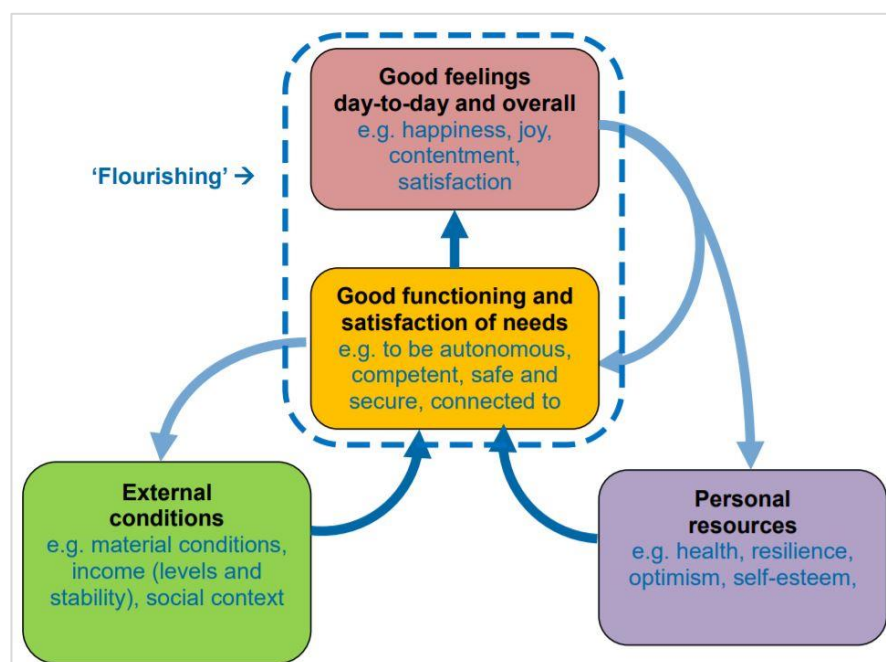 Good feelings
day-to-day and overall
e.g. happiness, joy,
contentment,
satisfaction
‘Flourishing’ →
Good functioning and
satisfaction of needs
e.g. to be autonomous,
competent, safe and
secure, connected to
External
conditions
e.g. material conditions,
income (levels and
stability), social context
Personal
resources
e.g. health, resilience,
optimism, self-esteem,